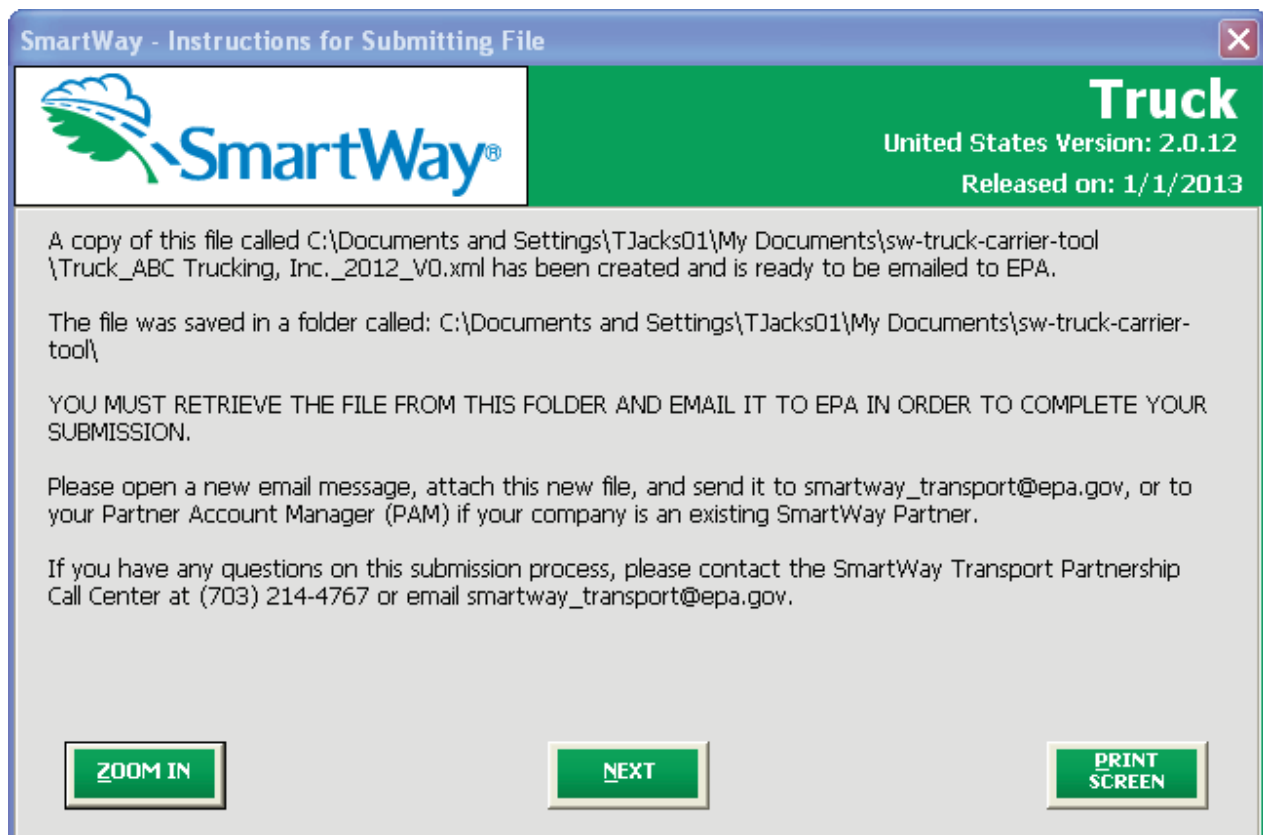 SmartWay - Instructions for Submitting File
SmartWay®
Truck
United States Version: 2.0.12
Released on: 1/1/2013
A copy of this file called C:\Documents and Settings\TJacks01\My Documents\sw-truck-carrier-tool
\Truck_ABC Trucking, Inc._2012_V0.xml has been created and is ready to be emailed to EPA.
The file was saved in a folder called: C:\Documents and Settings\TJacks01\My Documents\sw-truck-carrier-
tool\
YOU MUST RETRIEVE THE FILE FROM THIS FOLDER AND EMAIL IT TO EPA IN ORDER TO COMPLETE YOUR
SUBMISSION.
Please open a new email message, attach this new file, and send it to smartway_transport@epa.gov, or to
your Partner Account Manager (PAM) if your company is an existing SmartWay Partner.
If you have any questions on this submission process, please contact the SmartWay Transport Partnership
Call Center at (703) 214-4767 or email smartway_transport@epa.gov.
ZOOM IN
NEXT
PRINT
SCREEN